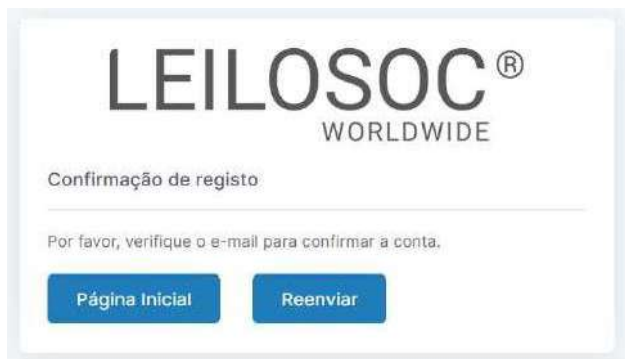 LEILOSOC®
WORLDWIDE
Confirmação de registo
Por favor, verifique o e-mail para confirmar a conta.
Página Inicial
Reenviar